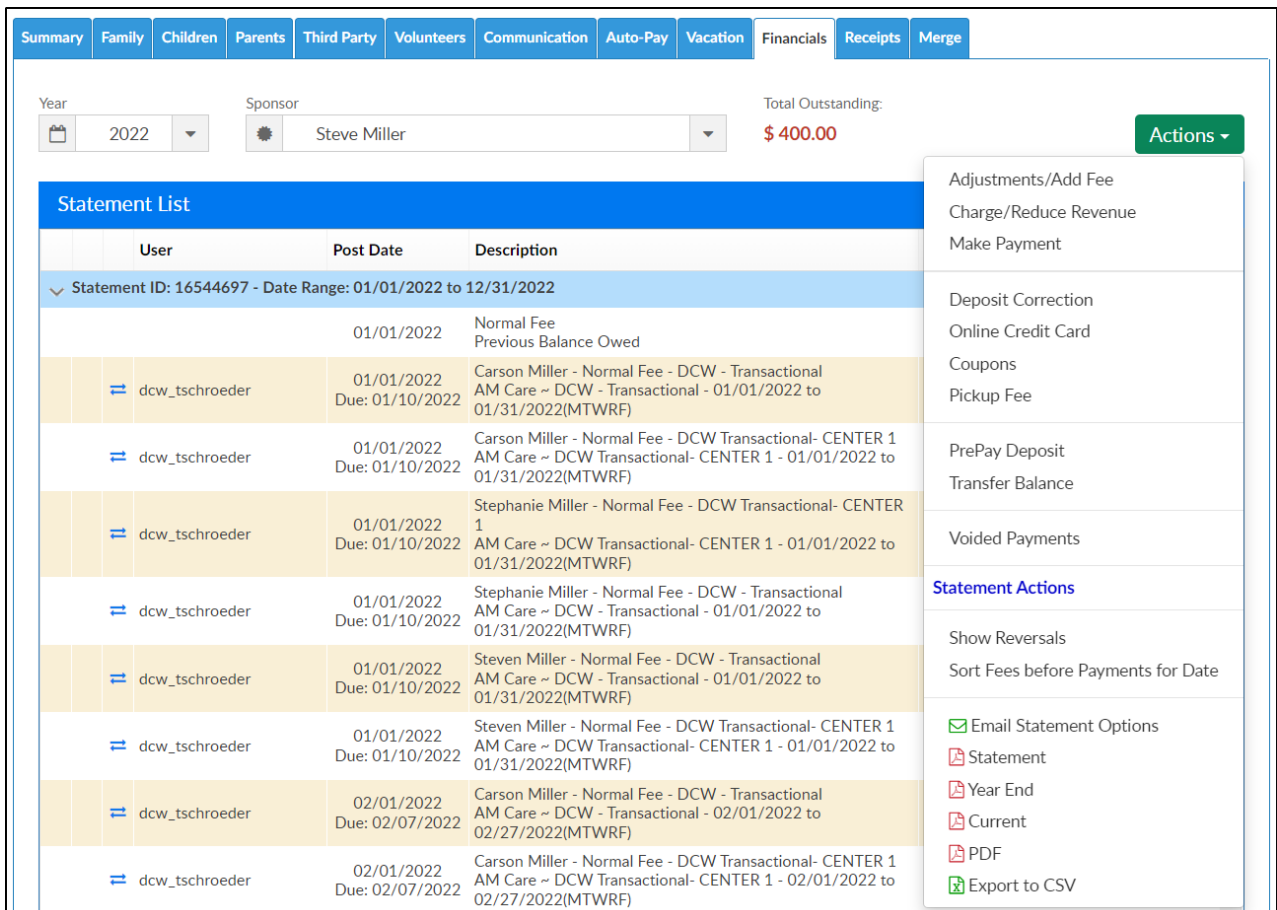 Summary Family Children Parents Third Party Volunteers Communication Auto-Pay Vacation Financials Receipts Merge
Year
2022
Sponsor
Steve Miller
Total Outstanding:
$ 400.00
Actions
Adjustments/Add Fee
Charge/Reduce Revenue
Make Payment
Deposit Correction
Online Credit Card
Coupons
Pickup Fee
PrePay Deposit
Transfer Balance
Voided Payments
Statement Actions
Show Reversals
Sort Fees before Payments for Date
Email Statement Options
Statement
Year End
Current
PDF
Export to CSV
Statement List
User Post Date Description
Statement ID: 16544697 - Date Range: 01/01/2022 to 12/31/2022
01/01/2022
Normal Fee
Previous Balance Owed
dcw_tschroeder
01/01/2022
Due: 01/10/2022
Carson Miller - Normal Fee - DCW - Transactional
AM Care ~ DCW - Transactional - 01/01/2022 to
01/31/2022(MTWRF)
dcw_tschroeder
01/01/2022
Due: 01/10/2022
Carson Miller - Normal Fee - DCW Transactional- CENTER 1
AM Care ~ DCW Transactional- CENTER 1 - 01/01/2022 to
01/31/2022(MTWRF)
dcw_tschroeder
01/01/2022
Due: 01/10/2022
Stephanie Miller - Normal Fee - DCW Transactional- CENTER
1
AM Care ~ DCW Transactional- CENTER 1 - 01/01/2022 to
01/31/2022(MTWRF)
dcw_tschroeder
01/01/2022
Due: 01/10/2022
Stephanie Miller - Normal Fee - DCW - Transactional
AM Care ~ DCW - Transactional - 01/01/2022 to
01/31/2022(MTWRF)
dcw_tschroeder
01/01/2022
Due: 01/10/2022
Steven Miller - Normal Fee - DCW - Transactional
AM Care ~ DCW - Transactional - 01/01/2022 to
01/31/2022(MTWRF)
dcw_tschroeder
01/01/2022
Due: 01/10/2022
Steven Miller - Normal Fee - DCW Transactional- CENTER 1
AM Care ~ DCW Transactional- CENTER 1 - 01/01/2022 to
01/31/2022(MTWRF)
dcw_tschroeder
02/01/2022
Due: 02/07/2022
Carson Miller - Normal Fee - DCW - Transactional
AM Care ~ DCW - Transactional - 02/01/2022 to
02/27/2022(MTWRF)
dcw_tschroeder
02/01/2022
Due: 02/07/2022
Carson Miller - Normal Fee - DCW Transactional- CENTER 1
AM Care ~ DCW Transactional- CENTER 1 - 02/01/2022 to
02/27/2022(MTWRF)